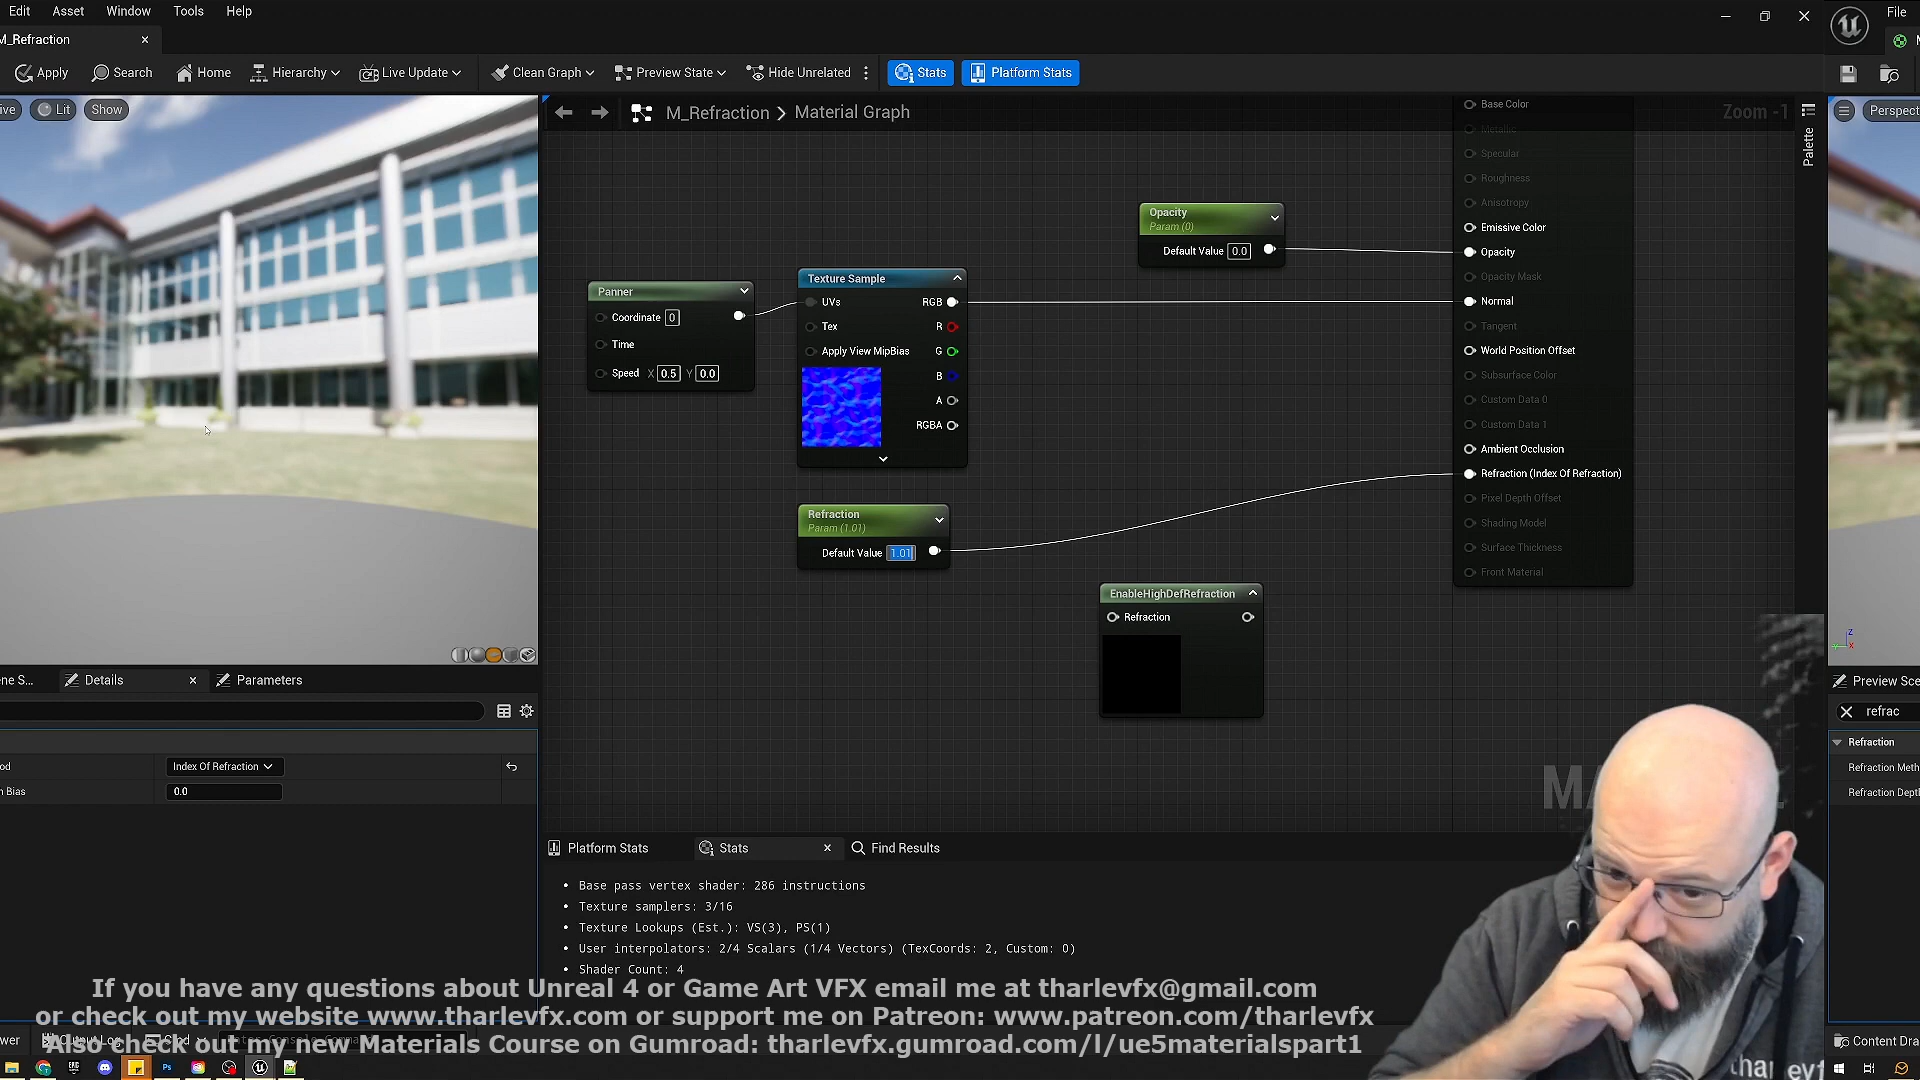 Edit Asset Window Tools Help File
M_Refraction
Apply Search Home Hierarchy Live Update Clean Graph Preview State Hide Unrelated Stats Platform Stats
ive Lit Show
M_Refraction Material Graph Zoom -1
Palette
Perspect
Base Color
Metallic
Specular
Roughness
Anisotropy
Emissive Color
Opacity
Opacity Mask
Normal
Tangent
World Position Offset
Subsurface Color
Custom Data 0
Custom Data 1
Ambient Occlusion
Refraction (Index Of Refraction)
Pixel Depth Offset
Shading Model
Surface Thickness
Front Material
Opacity
Param (0)
Default Value 0.0
Panner
Coordinate 0
Time
Speed X 0.5 Y 0.0
Texture Sample
UVs RGB
Tex R
Apply View MipBias G
B
A
RGBA
Refraction
Param (1.01)
Default Value 1.01
EnableHighDefRefraction
Refraction
ene S... Details Parameters
od Index Of Refraction
n Bias 0.0
Preview Sce
refrac
Refraction
Refraction Meth
Refraction Depth
Platform Stats Stats Find Results
• Base pass vertex shader: 286 instructions
• Texture samplers: 3/16
• Texture Lookups (Est.): VS(3), PS(1)
• User interpolators: 2/4 Scalars (1/4 Vectors) (TexCoords: 2, Custom: 0)
• Shader Count: 4
If you have any questions about Unreal 4 or Game Art VFX email me at tharlevfx@gmail.com
or check out my website www.tharlevfx.com or support me on Patreon: www.patreon.com/tharlevfx
Also check out my new Materials Course on Gumroad: tharlevfx.gumroad.com/l/ue5materialspart1
Content Dra